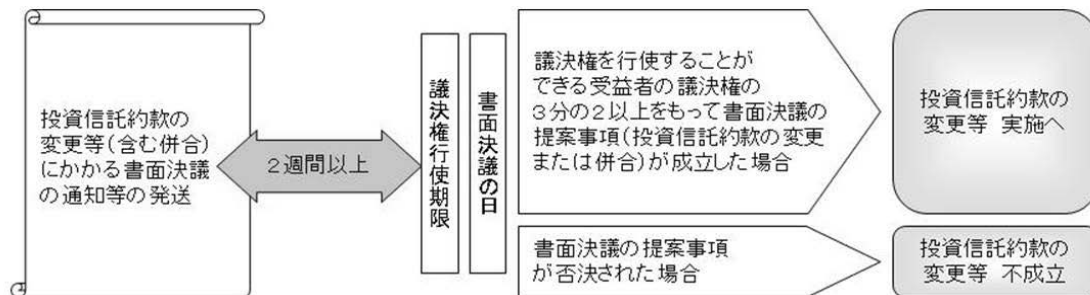 投資信託約款の
変更等(含む併合)
にかかる書面決議
の通知等の発送
2週間以上
議決権行使期限
書面決議の日
議決権を行使することが
できる受益者の議決権の
3分の2以上をもって書面決議の
提案事項(投資信託約款の変更
または併合)が成立した場合
投資信託約款の
変更等 実施へ
書面決議の提案事項
が否決された場合
投資信託約款の
変更等 不成立